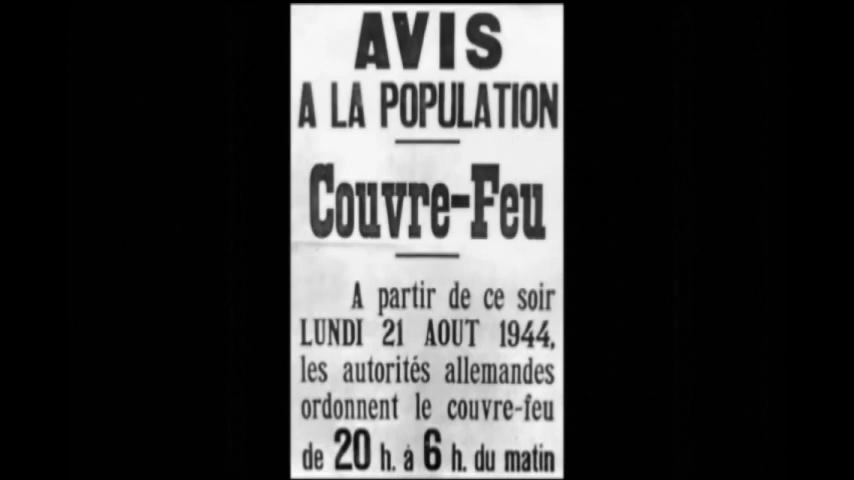 AVIS
A LA POPULATION
Couvre-Feu
A partir de ce soir
LUNDI 21 AOUT 1944,
les autorités allemandes
ordonnent le couvre-feu
de 20 h. à 6 h. du matin